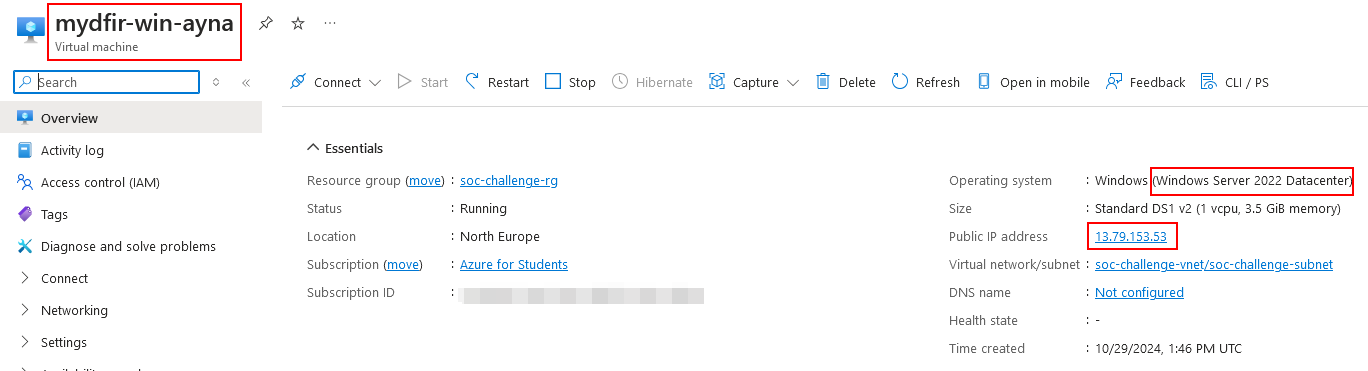 mydfir-win-ayna
Virtual machine
Search
Connect Start Restart Stop Hibernate Capture Delete Refresh Open in mobile Feedback CLI / PS
Overview
Activity log
Access control (IAM)
Tags
Diagnose and solve problems
Connect
Networking
Settings
Essentials
Resource group (move) : soc-challenge-rg
Status : Running
Location : North Europe
Subscription (move) : Azure for Students
Subscription ID :
Operating system : Windows (Windows Server 2022 Datacenter)
Size : Standard DS1 v2 (1 vcpu, 3.5 GiB memory)
Public IP address : 13.79.153.53
Virtual network/subnet : soc-challenge-vnet/soc-challenge-subnet
DNS name : Not configured
Health state : -
Time created : 10/29/2024, 1:46 PM UTC